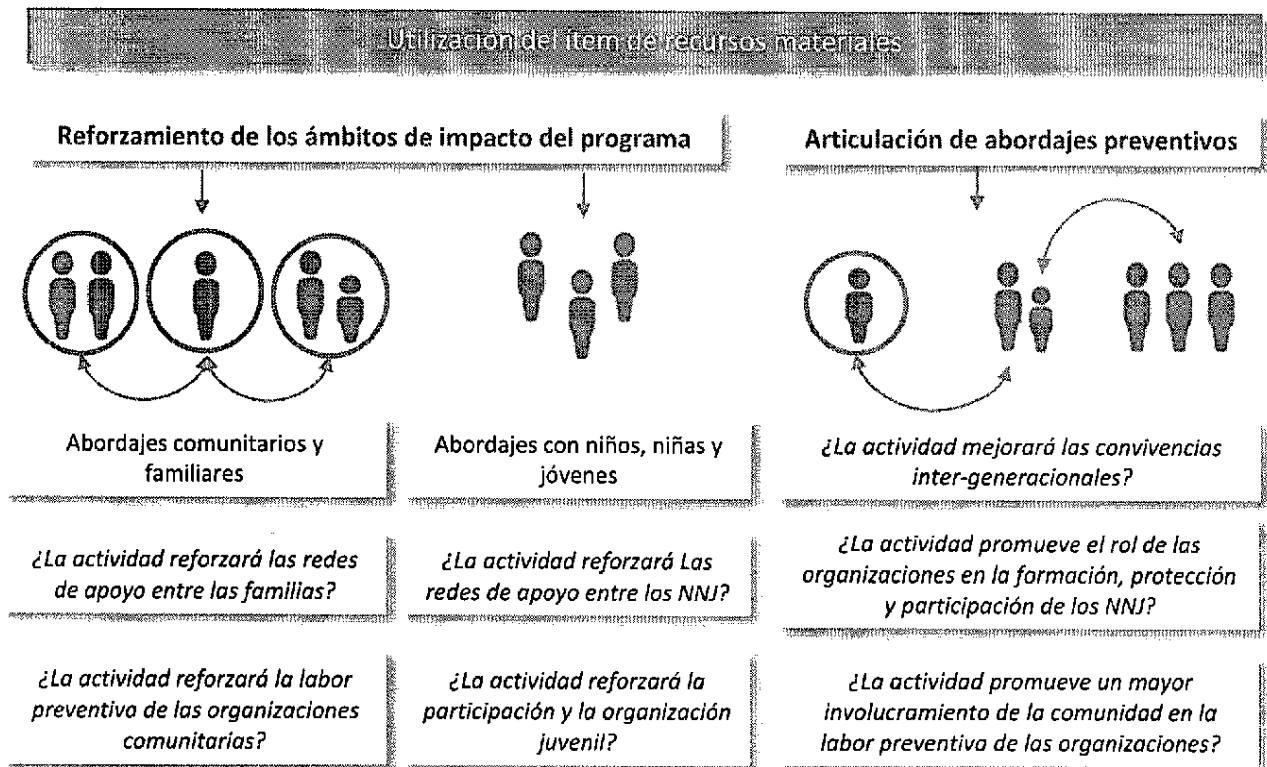 Utilización del ítem de recursos materiales
Reforzamiento de los ámbitos de impacto del programa
Articulación de abordajes preventivos
Abordajes comunitarios y
familiares
¿La actividad reforzará las redes
de apoyo entre las familias?
¿La actividad reforzará la labor
preventiva de las organizaciones
comunitarias?
Abordajes con niños, niñas y
jóvenes
¿La actividad reforzará Las
redes de apoyo entre los NNJ?
¿La actividad reforzará la
participación y la organización
juvenil?
¿La actividad mejorará las convivencias
inter-generacionales?
¿La actividad promueve el rol de las
organizaciones en la formación, protección
y participación de los NNJ?
¿La actividad promueve un mayor
involucramiento de la comunidad en la
labor preventiva de las organizaciones?